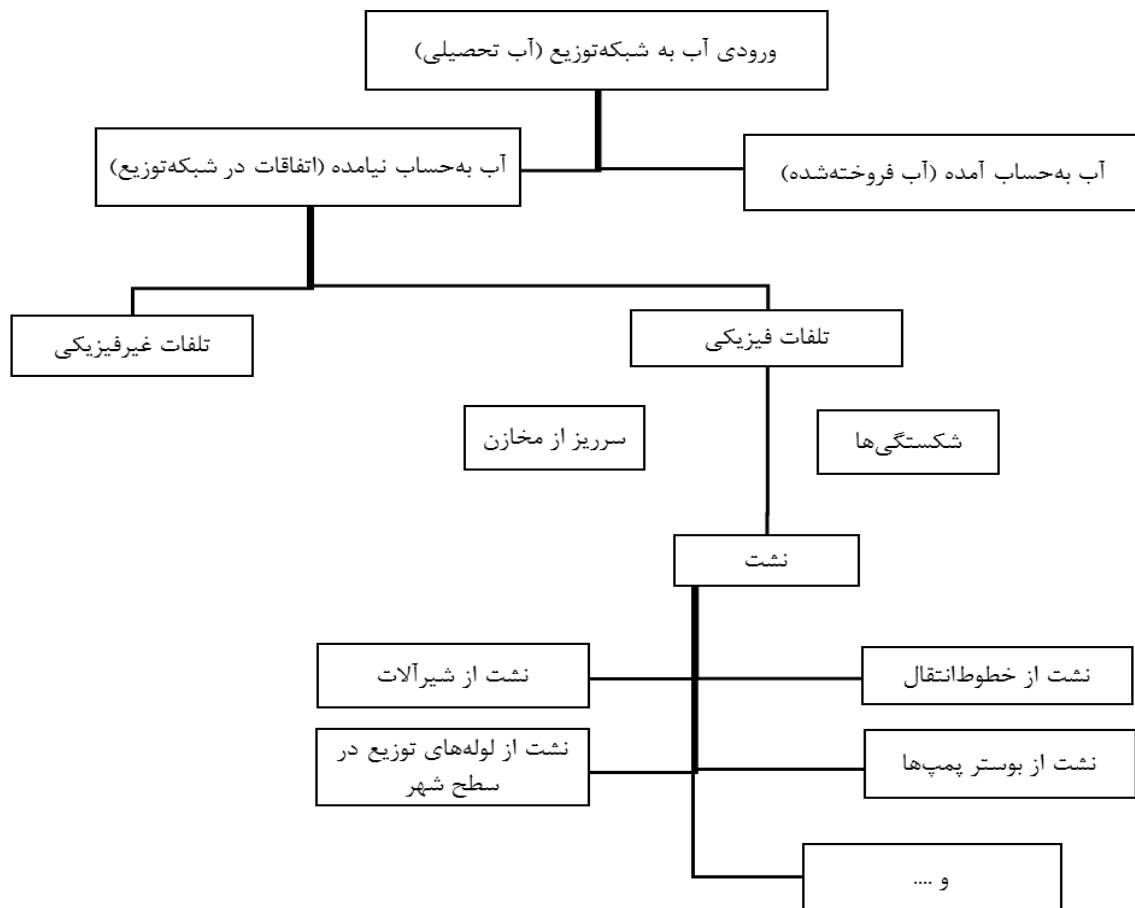 ورودی آب به شبکه‌توزیع (آب تحصیلی)
آب به‌حساب آمده (آب فروخته‌شده)
آب به‌حساب نیامده (اتفاقات در شبکه‌توزیع)
تلفات فیزیکی
تلفات غیرفیزیکی
شکستگی‌ها
سرریز از مخازن
نشت
نشت از خطوط‌انتقال
نشت از شیرآلات
نشت از بوستر پمپ‌ها
نشت از لوله‌های توزیع در
سطح شهر
و ....